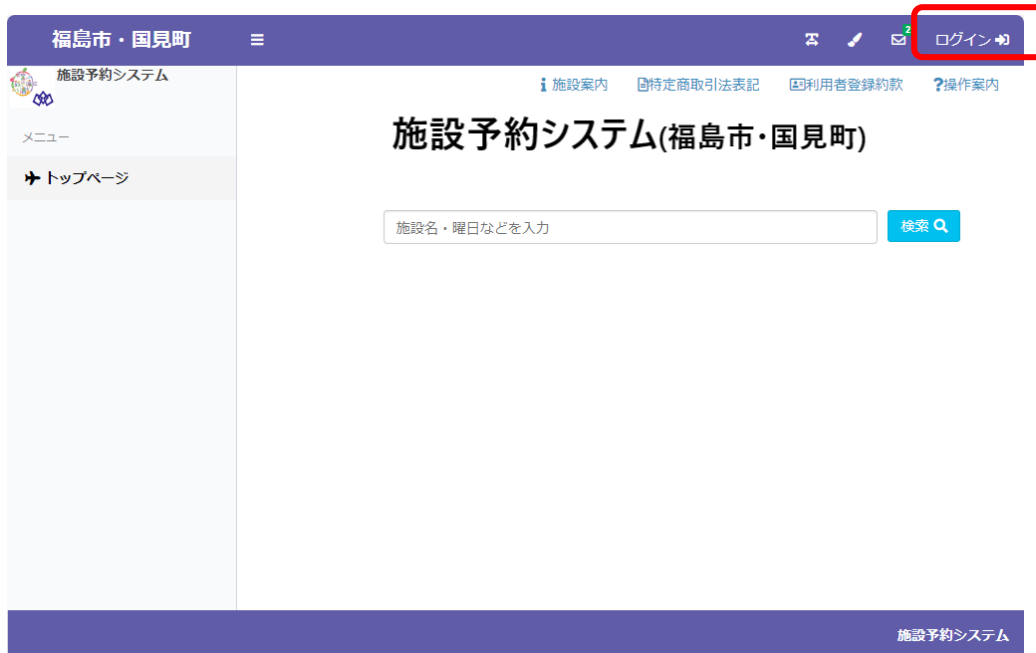 福島市・国見町
2
ログイン
施設予約システム
施設案内
特定商取引法表記
利用者登録約款
?操作案内
メニュー
施設予約システム(福島市・国見町)
トップページ
施設名・曜日などを入力
検索
施設予約システム